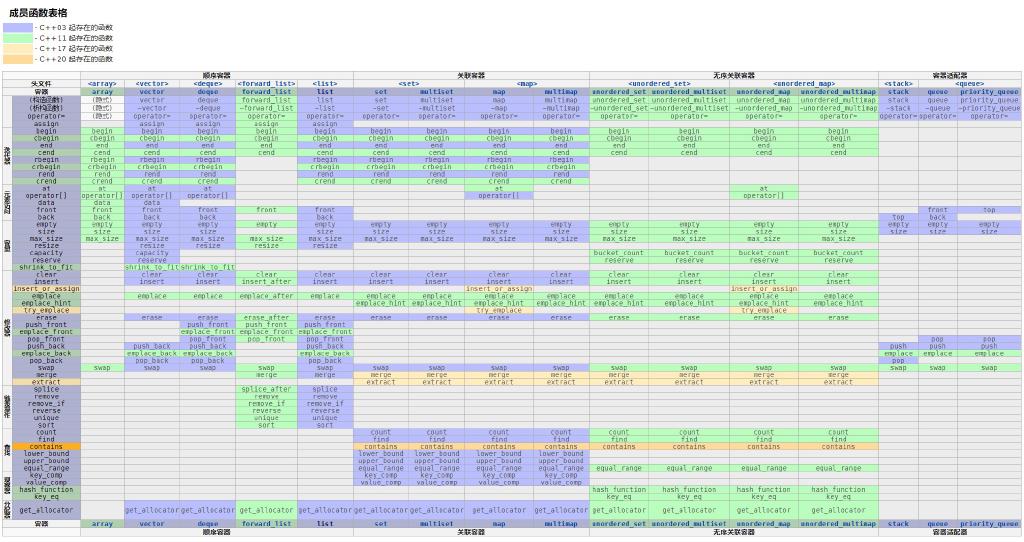 成员函数表格
- C++03 起存在的函数
- C++11 起存在的函数
- C++17 起存在的函数
- C++20 起存在的函数
顺序容器 关联容器 无序关联容器 容器适配器
头文件 <array> <vector> <deque> <forward_list> <list> <set> <map> <unordered_set> <unordered_map> <stack> <queue>
容器 array vector deque forward_list list set multiset map multimap unordered_set unordered_multiset unordered_map unordered_multimap stack queue priority_queue
(构造函数) (隐式) vector deque forward_list list set multiset map multimap unordered_set unordered_multiset unordered_map unordered_multimap stack queue priority_queue
(析构函数) (隐式) ~vector ~deque ~forward_list ~list ~set ~multiset ~map ~multimap ~unordered_set ~unordered_multiset ~unordered_map ~unordered_multimap ~stack ~queue ~priority_queue
operator= (隐式) operator= operator= operator= operator= operator= operator= operator= operator= operator= operator= operator= operator= operator= operator= operator=
assign assign assign assign assign
迭代器
begin begin begin begin begin begin begin begin begin begin begin begin begin begin
cbegin cbegin cbegin cbegin cbegin cbegin cbegin cbegin cbegin cbegin cbegin cbegin cbegin cbegin
end end end end end end end end end end end end end end
cend cend cend cend cend cend cend cend cend cend cend cend cend cend
rbegin rbegin rbegin rbegin rbegin rbegin rbegin rbegin rbegin
crbegin crbegin crbegin crbegin crbegin crbegin crbegin crbegin crbegin
rend rend rend rend rend rend rend rend rend
crend crend crend crend crend crend crend crend crend
元素访问
at at at at at at
operator[] operator[] operator[] operator[] operator[] operator[]
data data data
front front front front front front front top
back back back back back top back
容量
empty empty empty empty empty empty empty empty empty empty empty empty empty empty empty empty empty
size size size size size size size size size size size size size size size size
max_size max_size max_size max_size max_size max_size max_size max_size max_size max_size max_size max_size max_size max_size
resize resize resize resize resize
capacity capacity bucket_count bucket_count bucket_count bucket_count
reserve reserve reserve reserve reserve reserve
shrink_to_fit shrink_to_fit shrink_to_fit
修改器
clear clear clear clear clear clear clear clear clear clear clear clear clear
insert insert insert insert_after insert insert insert insert insert insert insert insert insert
insert_or_assign insert_or_assign insert_or_assign
emplace emplace emplace emplace_after emplace emplace emplace emplace emplace emplace emplace emplace emplace
emplace_hint emplace_hint emplace_hint emplace_hint emplace_hint emplace_hint emplace_hint emplace_hint emplace_hint
try_emplace try_emplace try_emplace
erase erase erase erase_after erase erase erase erase erase erase erase erase erase
push_front push_front push_front push_front
emplace_front emplace_front emplace_front emplace_front
pop_front pop_front pop_front pop_front pop pop
push_back push_back push_back push_back push push push
emplace_back emplace_back emplace_back emplace_back emplace emplace emplace
pop_back pop_back pop_back pop_back pop
swap swap swap swap swap swap swap swap swap swap swap swap swap swap swap swap swap
merge merge merge merge merge merge merge merge merge merge merge
extract extract extract extract extract extract extract extract extract
链表操作
splice splice_after splice
remove remove remove
remove_if remove_if remove_if
reverse reverse reverse
unique unique unique
sort sort sort
查找
count count count count count count count count count
find find find find find find find find find
contains contains contains contains contains contains contains contains contains
lower_bound lower_bound lower_bound lower_bound lower_bound
upper_bound upper_bound upper_bound upper_bound upper_bound
equal_range equal_range equal_range equal_range equal_range equal_range equal_range equal_range equal_range
观察器
key_comp key_comp key_comp key_comp key_comp
value_comp value_comp value_comp value_comp value_comp
hash_function hash_function hash_function hash_function hash_function
key_eq key_eq key_eq key_eq key_eq
分配器
get_allocator get_allocator get_allocator get_allocator get_allocator get_allocator get_allocator get_allocator get_allocator get_allocator get_allocator get_allocator get_allocator
容器 array vector deque forward_list list set multiset map multimap unordered_set unordered_multiset unordered_map unordered_multimap stack queue priority_queue
顺序容器 关联容器 无序关联容器 容器适配器